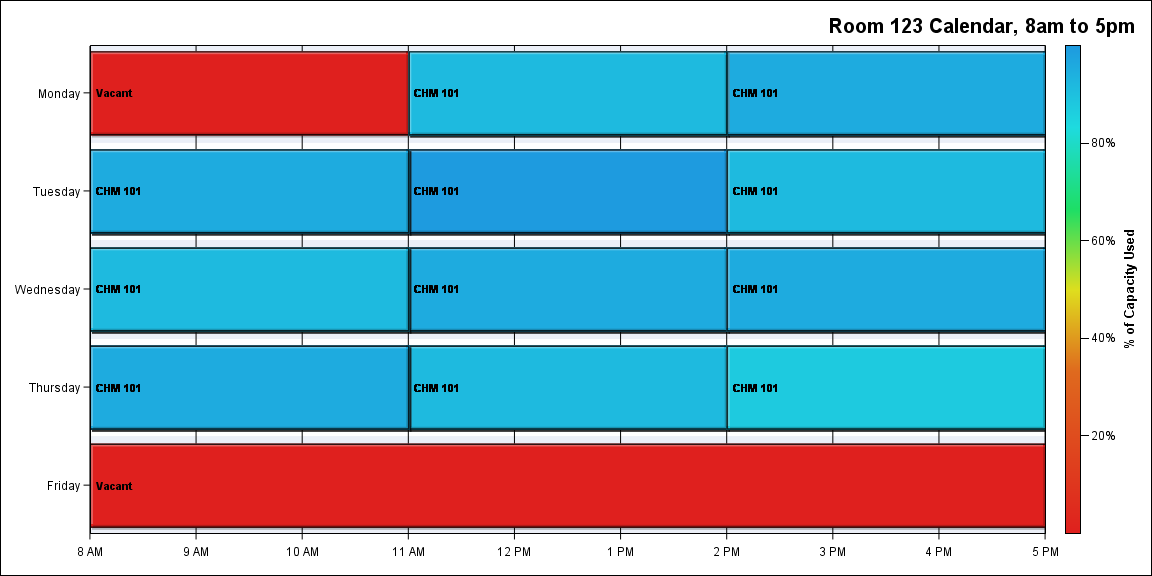 Room 123 Calendar, 8am to 5pm
Monday
Vacant
CHM 101
CHM 101
Tuesday
CHM 101
CHM 101
CHM 101
Wednesday
CHM 101
CHM 101
CHM 101
Thursday
CHM 101
CHM 101
CHM 101
Friday
Vacant
8 AM
9 AM
10 AM
11 AM
12 PM
1 PM
2 PM
3 PM
4 PM
5 PM
80%
60%
40%
20%
% of Capacity Used